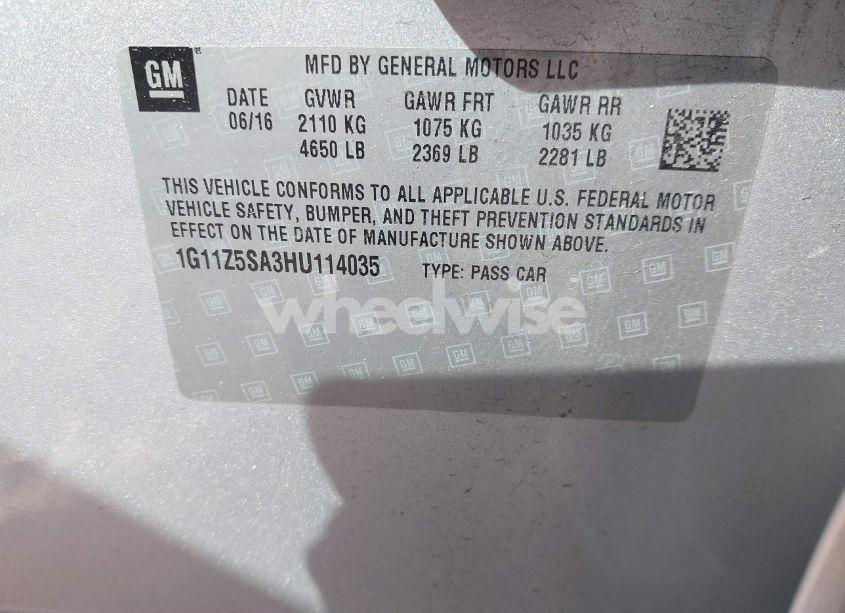 GM
MFD BY GENERAL MOTORS LLC
DATE GVWR GAWR FRT GAWR RR
06/16 2110 KG 1075 KG 1035 KG
4650 LB 2369 LB 2281 LB
THIS VEHICLE CONFORMS TO ALL APPLICABLE U.S. FEDERAL MOTOR
VEHICLE SAFETY, BUMPER, AND THEFT PREVENTION STANDARDS IN
EFFECT ON THE DATE OF MANUFACTURE SHOWN ABOVE.
1G11Z5SA3HU114035 TYPE: PASS CAR
wheelwise